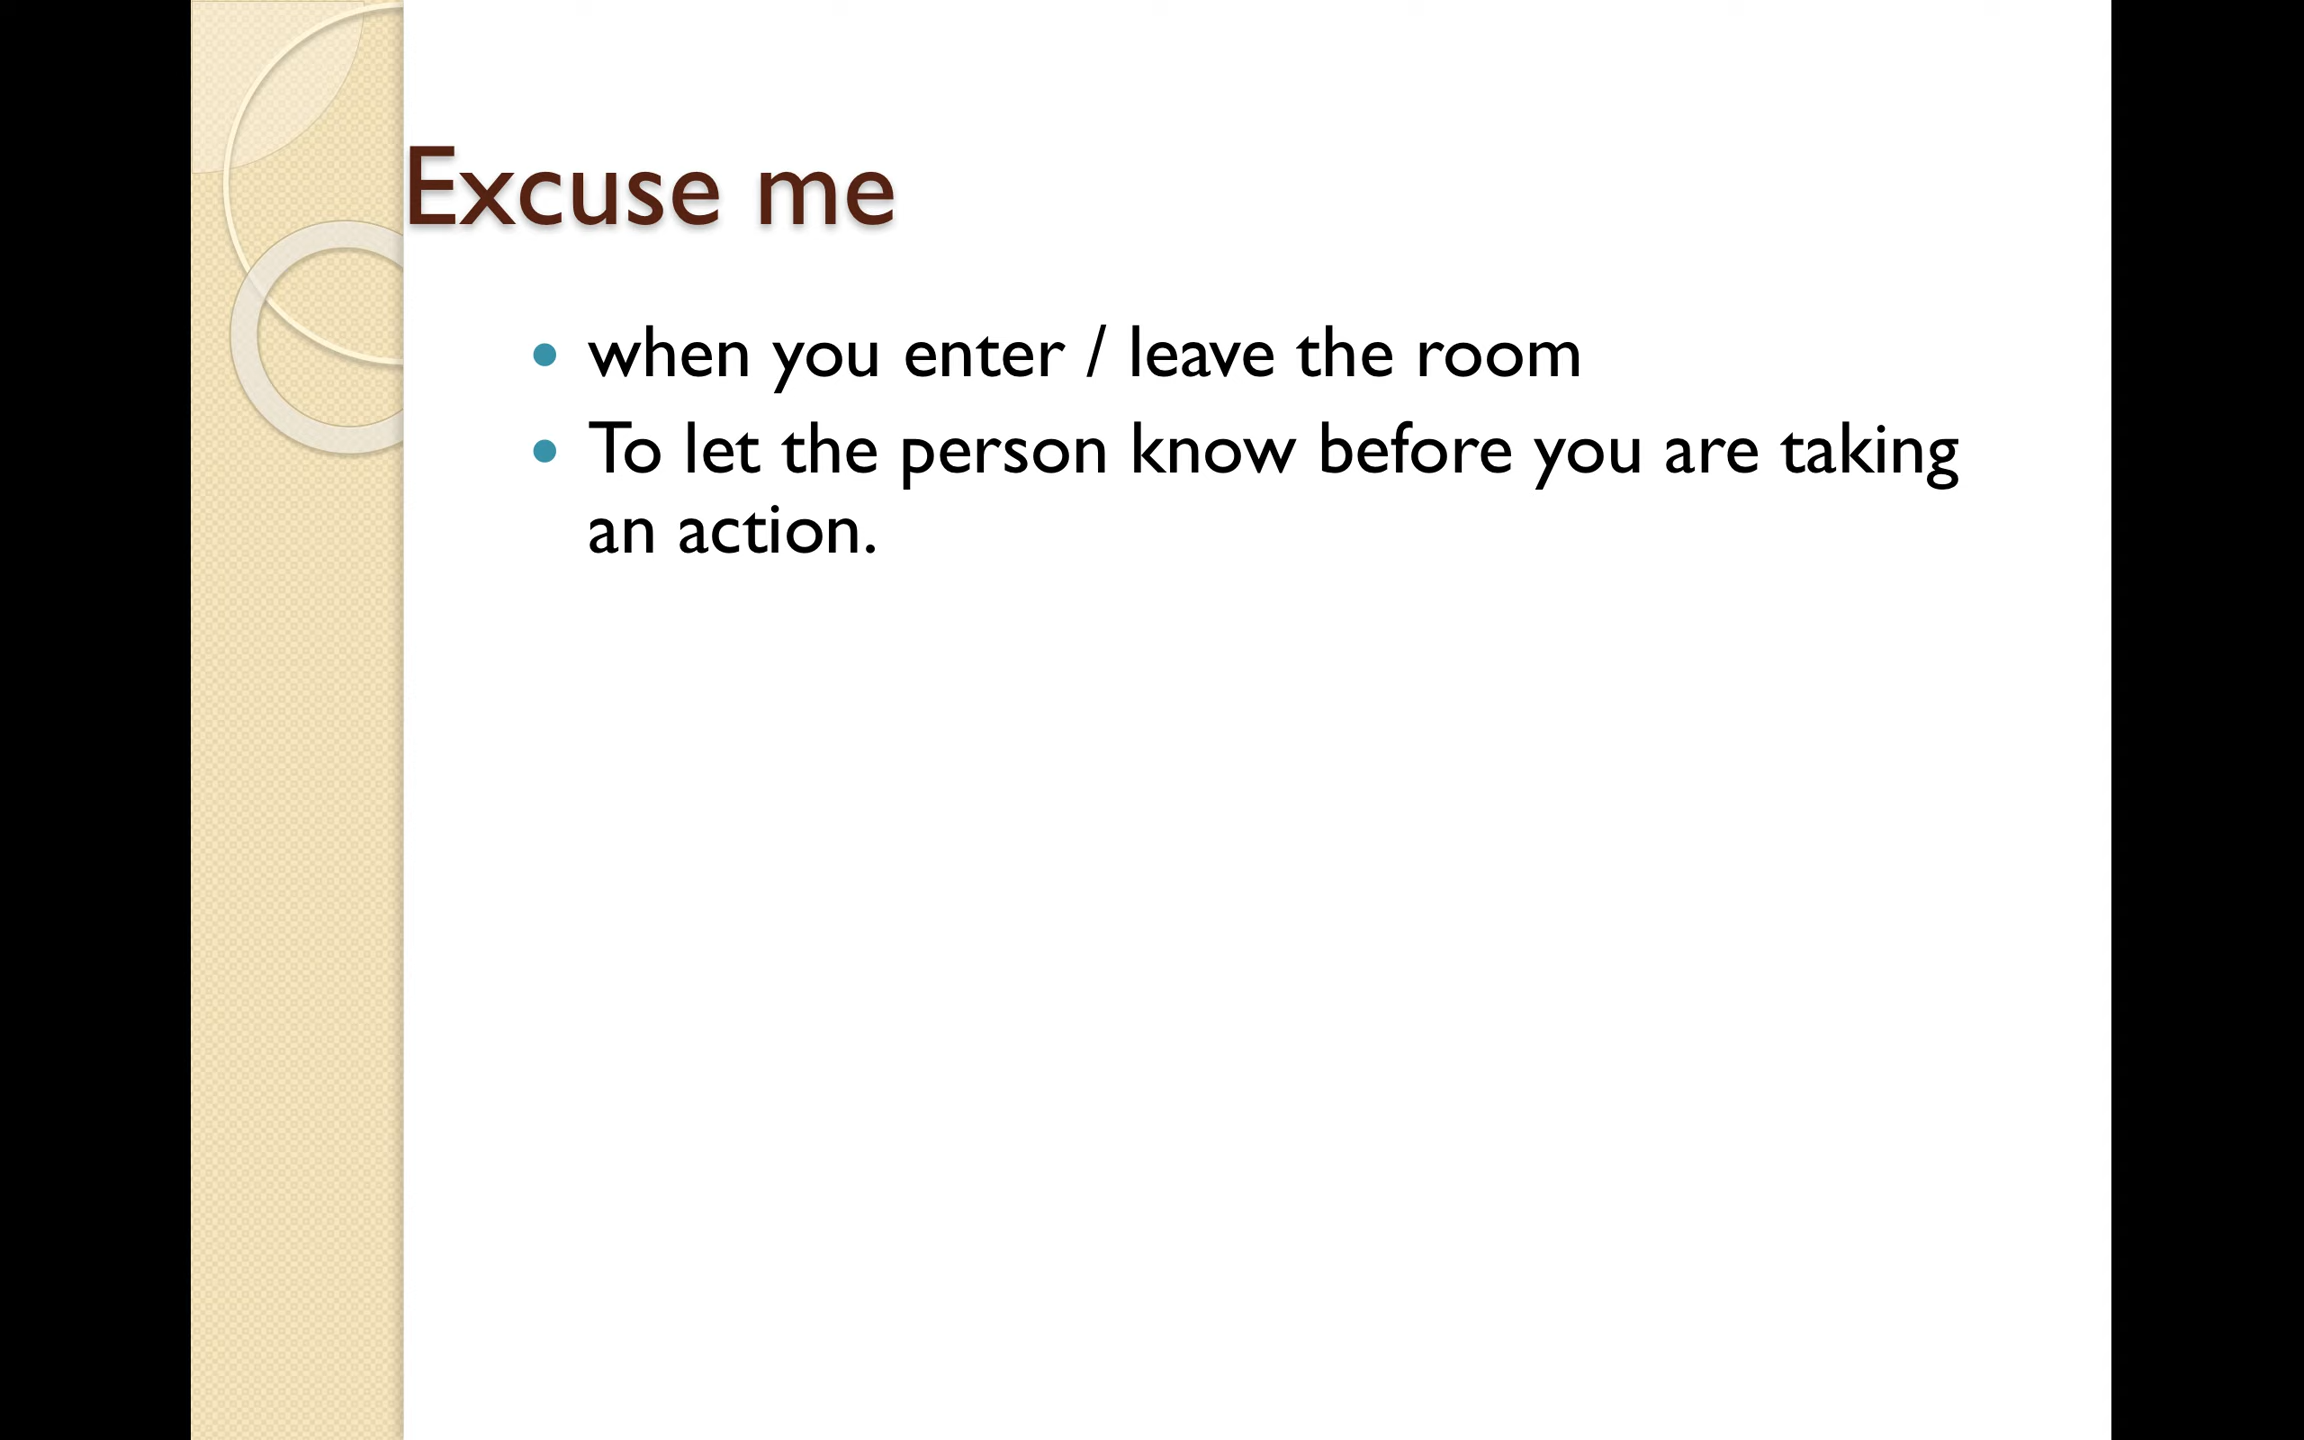 Excuse me
when you enter / leave the room
To let the person know before you are taking
an action.